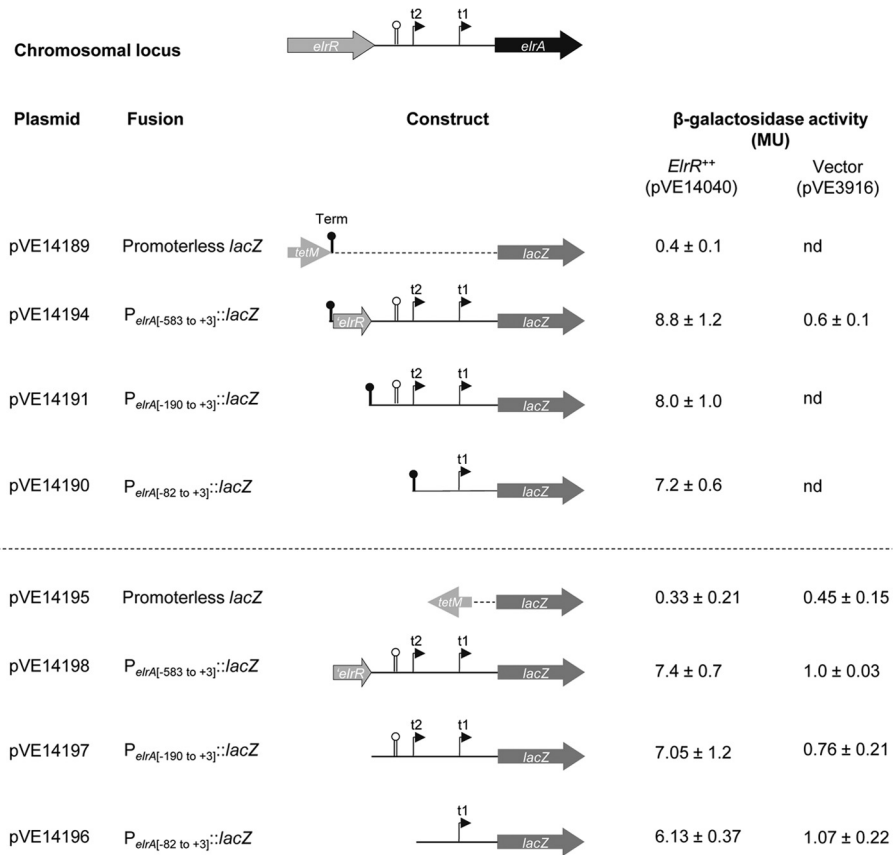 t2 t1
Chromosomal locus elrR elrA
Plasmid Fusion Construct β-galactosidase activity
(MU)
ElrR++ Vector
(pVE14040) (pVE3916)
Term
pVE14189 Promoterless lacZ tetM lacZ 0.4 ± 0.1 nd
t2 t1
pVE14194 PelrA[-583 to +3]::lacZ 'elrR lacZ 8.8 ± 1.2 0.6 ± 0.1
t2 t1
pVE14191 PelrA[-190 to +3]::lacZ lacZ 8.0 ± 1.0 nd
t1
pVE14190 PelrA[-82 to +3]::lacZ lacZ 7.2 ± 0.6 nd
pVE14195 Promoterless lacZ tetM lacZ 0.33 ± 0.21 0.45 ± 0.15
t2 t1
pVE14198 PelrA[-583 to +3]::lacZ 'elrR lacZ 7.4 ± 0.7 1.0 ± 0.03
t2 t1
pVE14197 PelrA[-190 to +3]::lacZ lacZ 7.05 ± 1.2 0.76 ± 0.21
t1
pVE14196 PelrA[-82 to +3]::lacZ lacZ 6.13 ± 0.37 1.07 ± 0.22